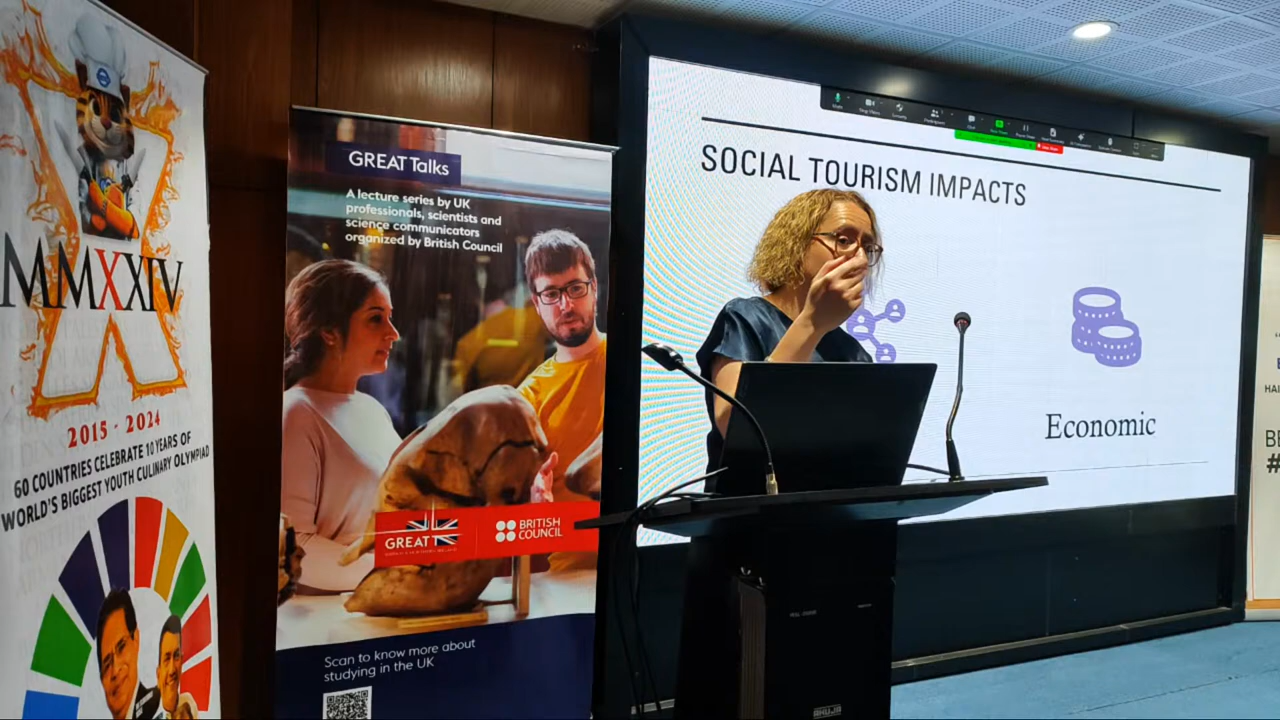 MMXXIV
2015 - 2024
60 COUNTRIES CELEBRATE 10 YEARS OF
WORLD'S BIGGEST YOUTH CULINARY OLYMPIAD
GREAT Talks
A lecture series by UK
professionals, scientists and
science communicators
organized by British Council
GREAT
BRITISH
COUNCIL
Scan to know more about
studying in the UK
SOCIAL TOURISM IMPACTS
Economic
AHUJA